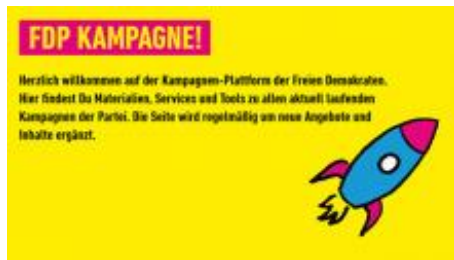 FDP KAMPAGNE!
Herzlich willkommen auf der Kampagnen-Plattform der Freien Demokraten.
Hier findest Du Materialien, Services und Tools zu allen aktuell laufenden
Kampagnen der Partei. Die Seite wird regelmäßig um neue Angebote und
Inhalte ergänzt.